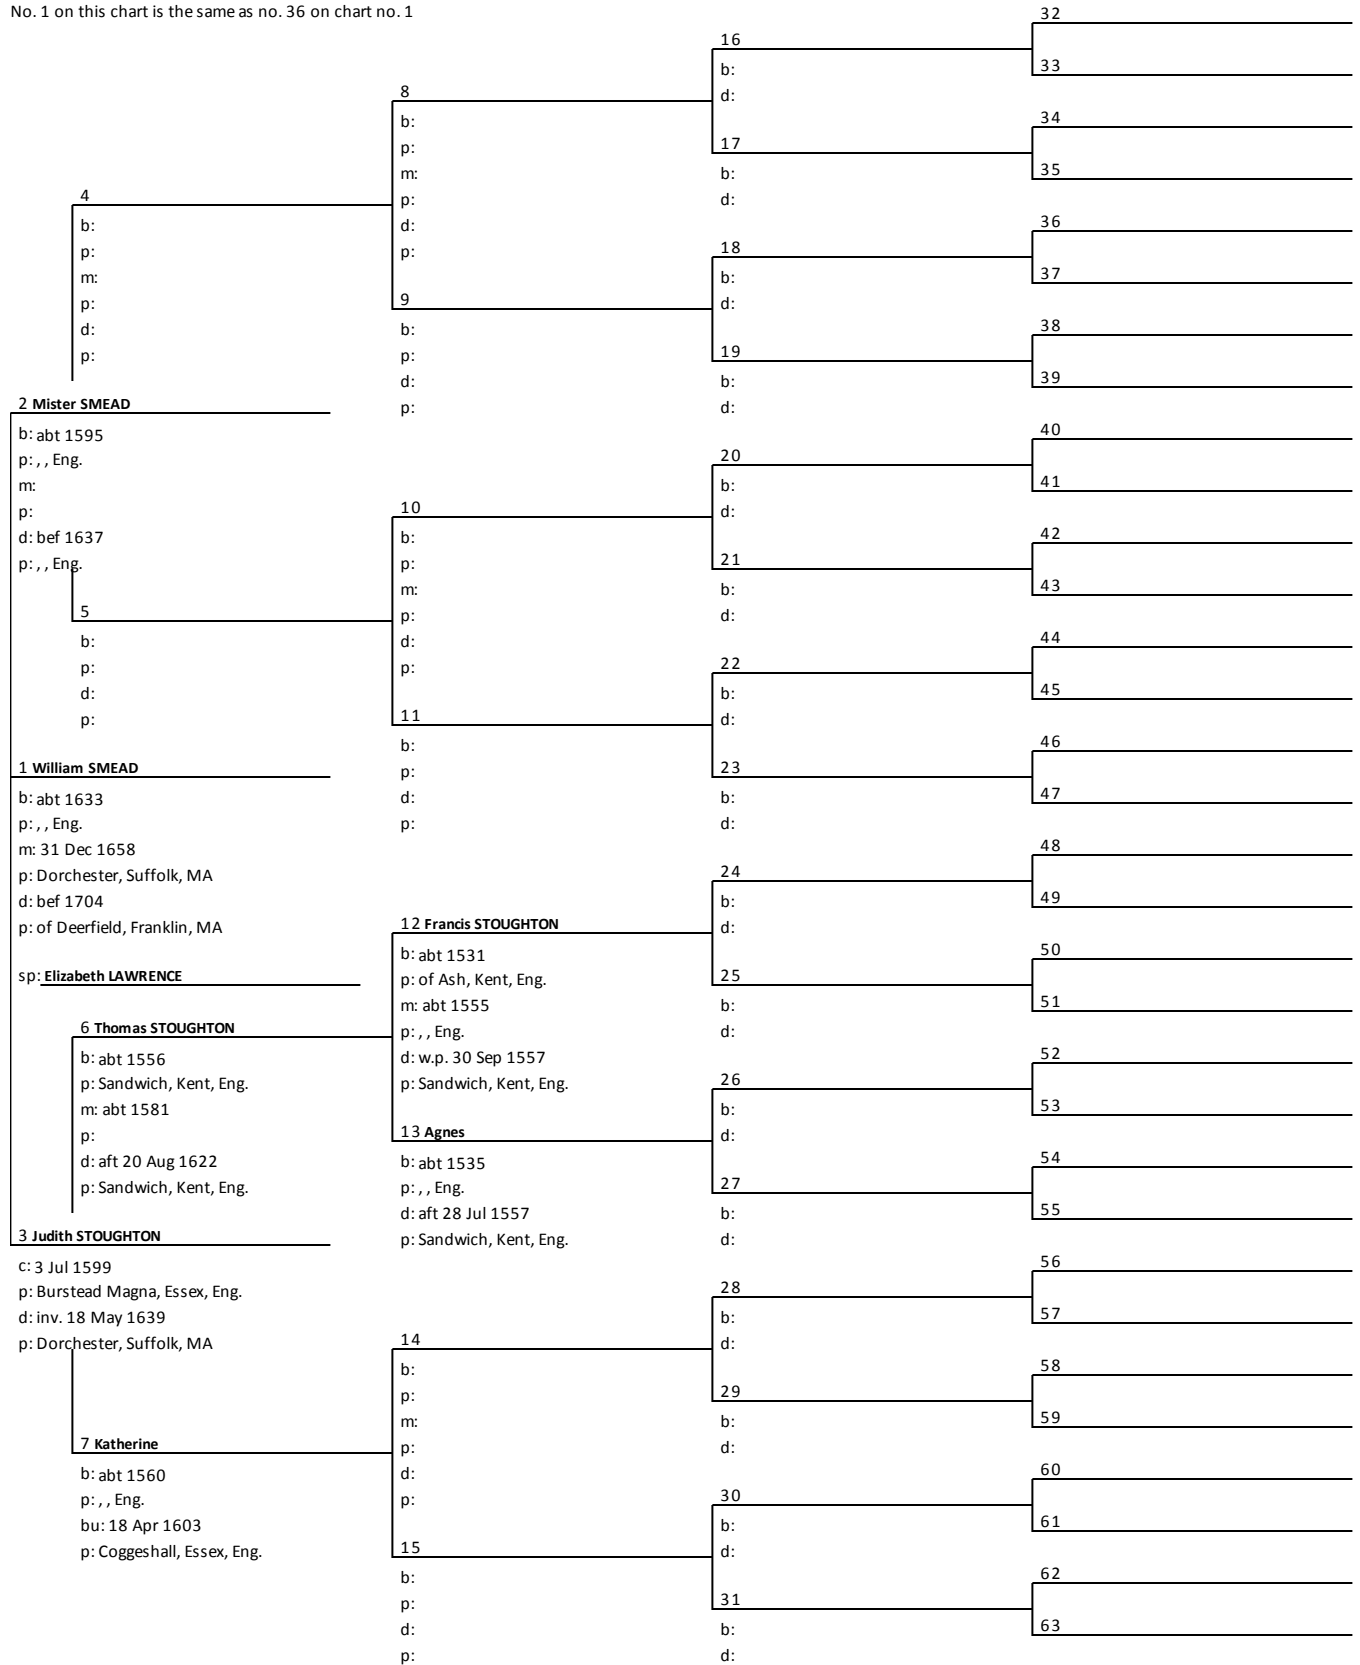 No. 1 on this chart is the same as no. 36 on chart no. 1
4
b:
p:
m:
p:
d:
p:
2 Mister SMEAD
b: abt 1595
p: , , Eng.
m:
p:
d: bef 1637
p: , , Eng.
5
b:
p:
d:
p:
1 William SMEAD
b: abt 1633
p: , , Eng.
m: 31 Dec 1658
p: Dorchester, Suffolk, MA
d: bef 1704
p: of Deerfield, Franklin, MA
sp: Elizabeth LAWRENCE
6 Thomas STOUGHTON
b: abt 1556
p: Sandwich, Kent, Eng.
m: abt 1581
p:
d: aft 20 Aug 1622
p: Sandwich, Kent, Eng.
3 Judith STOUGHTON
c: 3 Jul 1599
p: Burstead Magna, Essex, Eng.
d: inv. 18 May 1639
p: Dorchester, Suffolk, MA
7 Katherine
b: abt 1560
p: , , Eng.
bu: 18 Apr 1603
p: Coggeshall, Essex, Eng.
8
b:
p:
m:
p:
d:
p:
9
b:
p:
d:
p:
10
b:
p:
m:
p:
d:
p:
11
b:
p:
d:
p:
12 Francis STOUGHTON
b: abt 1531
p: of Ash, Kent, Eng.
m: abt 1555
p: , , Eng.
d: w.p. 30 Sep 1557
p: Sandwich, Kent, Eng.
13 Agnes
b: abt 1535
p: , , Eng.
d: aft 28 Jul 1557
p: Sandwich, Kent, Eng.
14
b:
p:
m:
p:
d:
p:
15
b:
p:
d:
p:
16
b:
d:
17
b:
d:
18
b:
d:
19
b:
d:
20
b:
d:
21
b:
d:
22
b:
d:
23
b:
d:
24
b:
d:
25
b:
d:
26
b:
d:
27
b:
d:
28
b:
d:
29
b:
d:
30
b:
d:
31
b:
d:
32
33
34
35
36
37
38
39
40
41
42
43
44
45
46
47
48
49
50
51
52
53
54
55
56
57
58
59
60
61
62
63